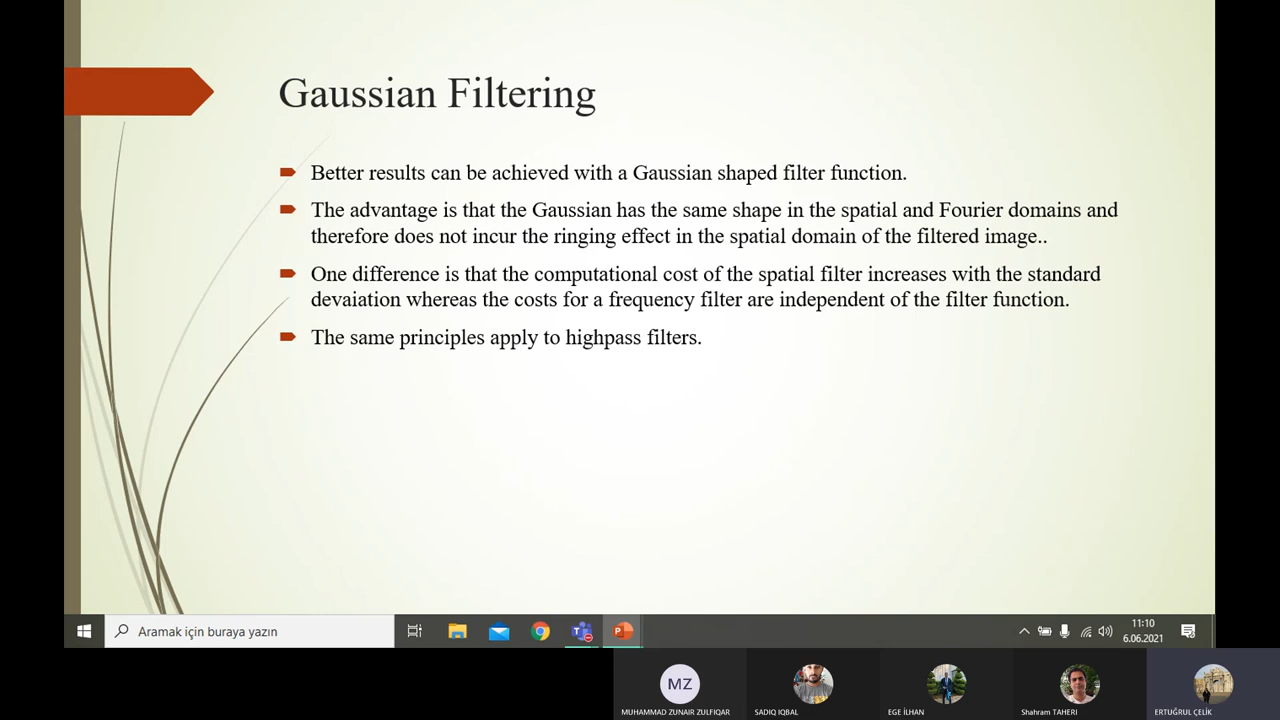 Gaussian Filtering
Better results can be achieved with a Gaussian shaped filter function.
The advantage is that the Gaussian has the same shape in the spatial and Fourier domains and
therefore does not incur the ringing effect in the spatial domain of the filtered image..
One difference is that the computational cost of the spatial filter increases with the standard
devaiation whereas the costs for a frequency filter are independent of the filter function.
The same principles apply to highpass filters.
Aramak için buraya yazın
11:10
6.06.2021
MZ
MUHAMMAD ZUNAIR ZULFIQAR
SADIQ IQBAL
EGE İLHAN
Shahram TAHERI
ERTUĞRUL ÇELİK